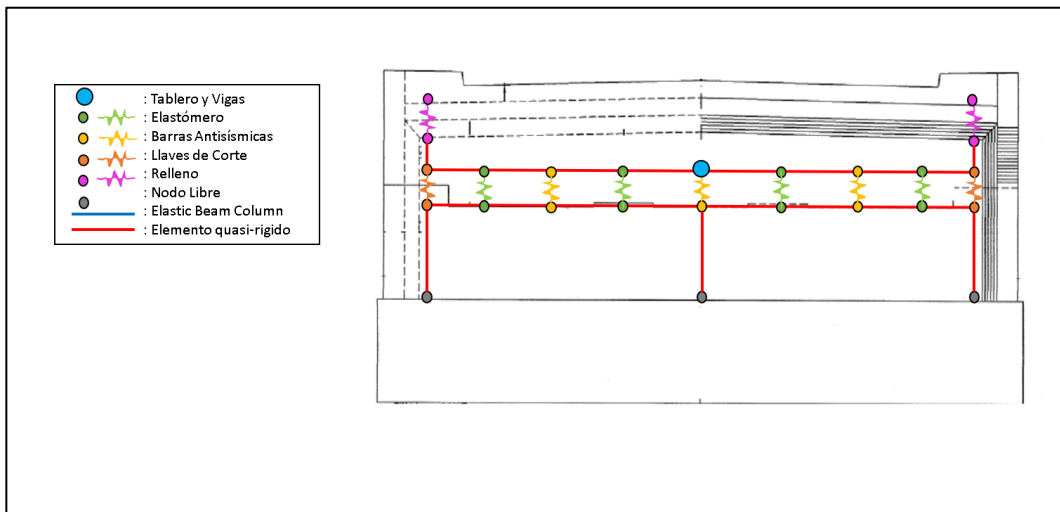 : Tablero y Vigas
: Elastómero
: Barras Antisísmicas
: Llaves de Corte
: Relleno
: Nodo Libre
: Elastic Beam Column
: Elemento quasi-rigido